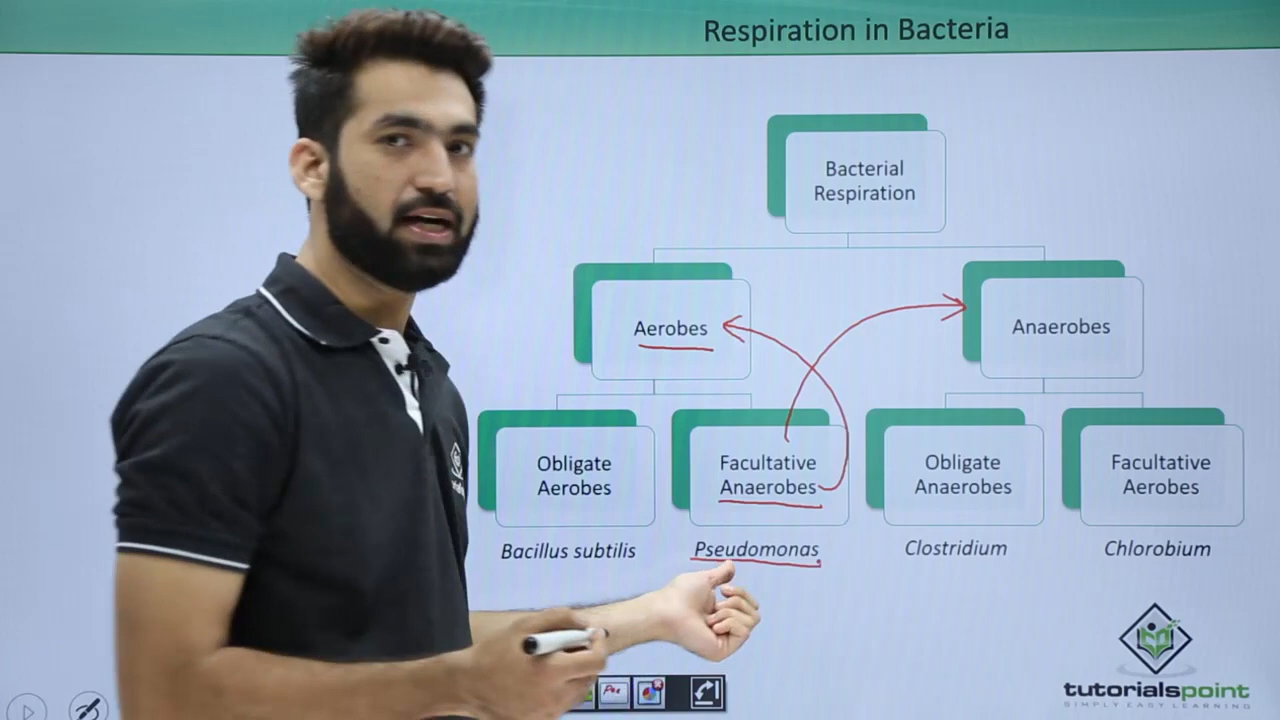 Respiration in Bacteria
Bacterial
Respiration
Aerobes
Anaerobes
Obligate
Aerobes
Facultative
Anaerobes
Obligate
Anaerobes
Facultative
Aerobes
Bacillus subtilis
Pseudomonas
Clostridium
Chlorobium
Pen
tutorialspoint
SIMPLY EASY LEARNING